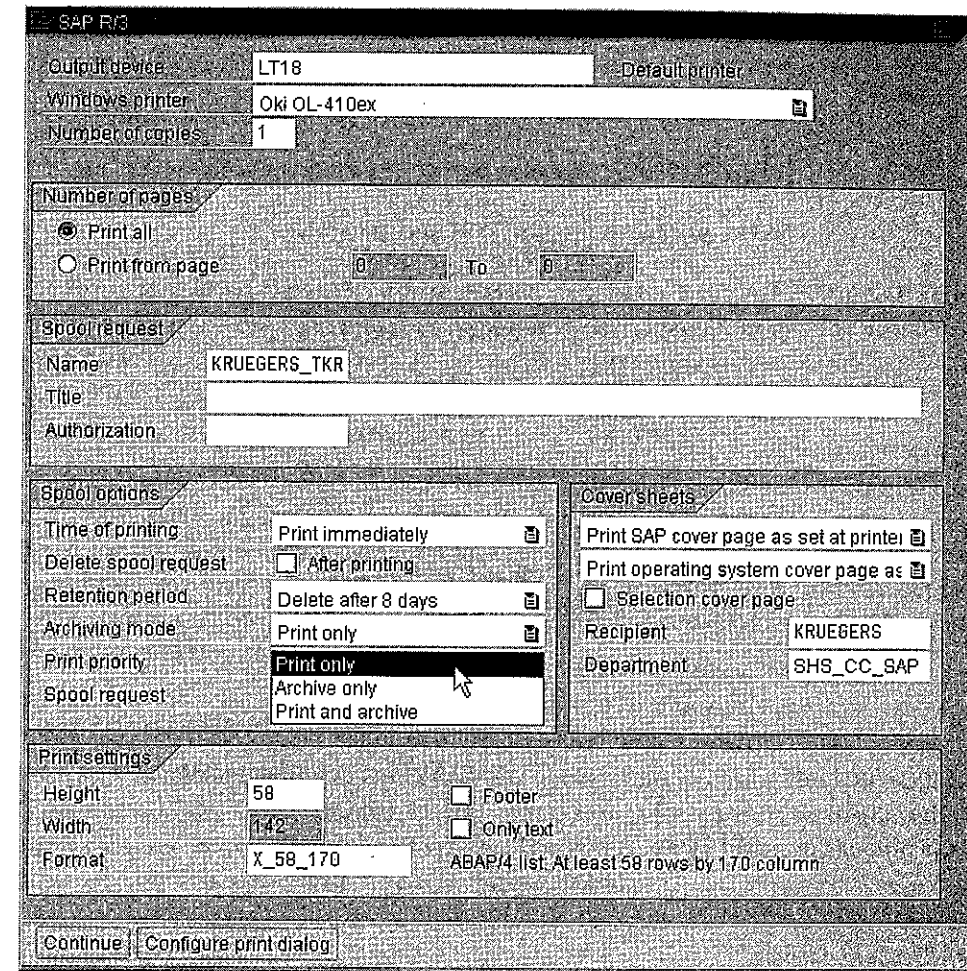 SAP R/3
Output device LT18 Default printer
Windows printer Oki OL-410ex
Number of copies 1
Number of pages
Print all
Print from page 0 To 0
Spool request
Name KRUEGERS_TKR
Title
Authorization
Spool options
Time of printing Print immediately
Delete spool request After printing
Retention period Delete after 8 days
Archiving mode Print only
Print priority Print only
Archive only
Spool request Print and archive
Cover sheets
Print SAP cover page as set at printer
Print operating system cover page as
Selection cover page
Recipient KRUEGERS
Department SHS_CC_SAP
Print settings
Height 58 Footer
Width 142 Only text
Format X_58_170 ABAP/4 list: At least 58 rows by 170 column
Continue Configure print dialog